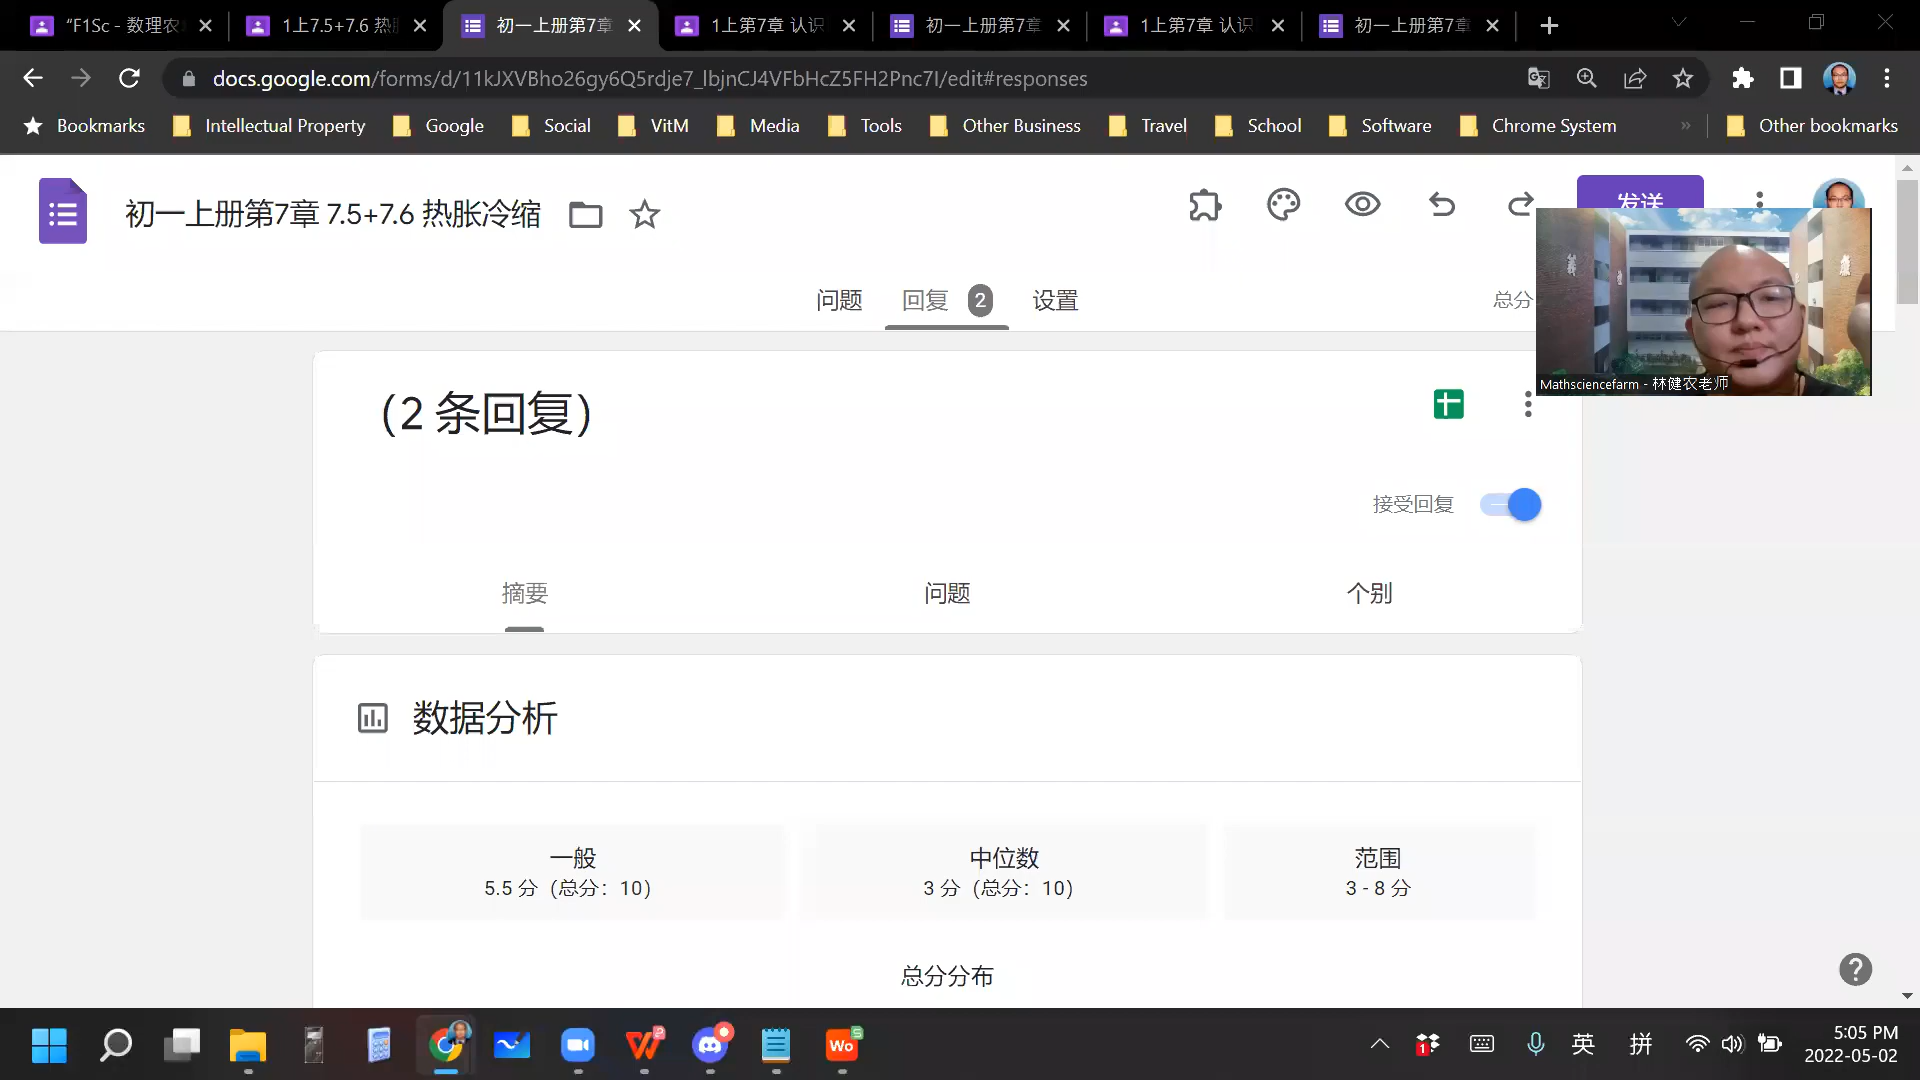 "F1Sc - 数理农
1上7.5+7.6 热胀
初一上册第7章
1上第7章 认识
初一上册第7章
1上第7章 认识
初一上册第7章
docs.google.com/forms/d/11kJXVBho26gy6Q5rdje7_lbjnCJ4VFbHcZ5FH2Pnc7I/edit#responses
Bookmarks
Intellectual Property
Google
Social
VitM
Media
Tools
Other Business
Travel
School
Software
Chrome System
»
Other bookmarks
初一上册第7章 7.5+7.6 热胀冷缩
发送
问题
回复 2
设置
总分
Mathsciencefarm - 林健农老师
(2 条回复)
接受回复
摘要
问题
个别
数据分析
一般
5.5 分（总分：10）
中位数
3 分（总分：10）
范围
3 - 8 分
总分分布
英
拼
5:05 PM
2022-05-02